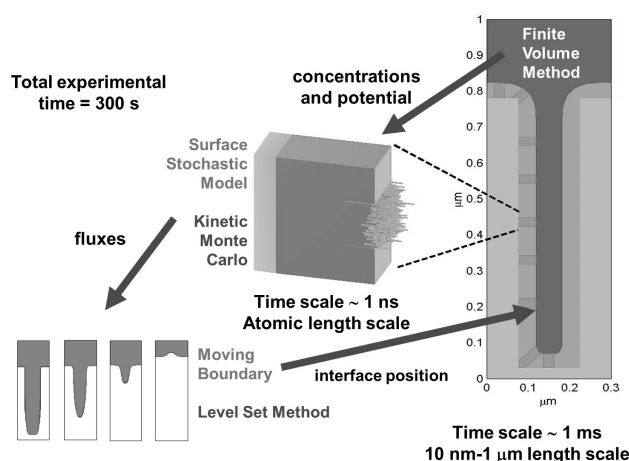 Total experimental
time = 300 s
concentrations
and potential
Finite
Volume
Method
Surface
Stochastic
Model
Kinetic
Monte
Carlo
fluxes
Time scale ~ 1 ns
Atomic length scale
Moving
Boundary
Level Set Method
interface position
1
0.9
0.8
0.7
0.6
0.5
0.4
0.3
0.2
0.1
0
μm
0
0.1
0.2
0.3
μm
Time scale ~ 1 ms
10 nm-1 μm length scale